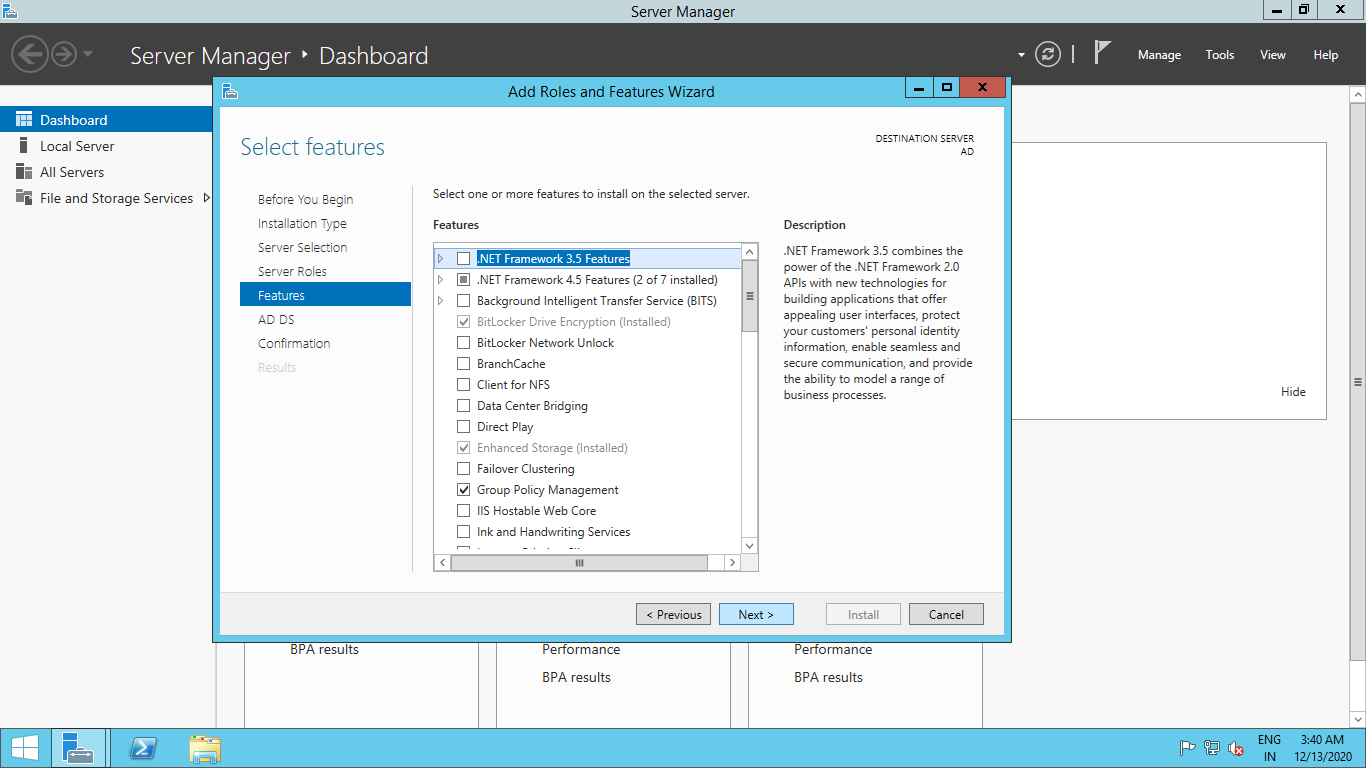 Server Manager
Server Manager
Dashboard
Manage
Tools
View
Help
Dashboard
Local Server
All Servers
File and Storage Services
Add Roles and Features Wizard
Select features
DESTINATION SERVER
AD
Before You Begin
Installation Type
Server Selection
Server Roles
Features
AD DS
Confirmation
Results
Select one or more features to install on the selected server.
Features
.NET Framework 3.5 Features
.NET Framework 4.5 Features (2 of 7 installed)
Background Intelligent Transfer Service (BITS)
BitLocker Drive Encryption (Installed)
BitLocker Network Unlock
BranchCache
Client for NFS
Data Center Bridging
Direct Play
Enhanced Storage (Installed)
Failover Clustering
Group Policy Management
IIS Hostable Web Core
Ink and Handwriting Services
Description
.NET Framework 3.5 combines the
power of the .NET Framework 2.0
APIs with new technologies for
building applications that offer
appealing user interfaces, protect
your customers' personal identity
information, enable seamless and
secure communication, and provide
the ability to model a range of
business processes.
Hide
< Previous
Next >
Install
Cancel
BPA results
Performance
BPA results
Performance
BPA results
ENG
IN
3:40 AM
12/13/2020